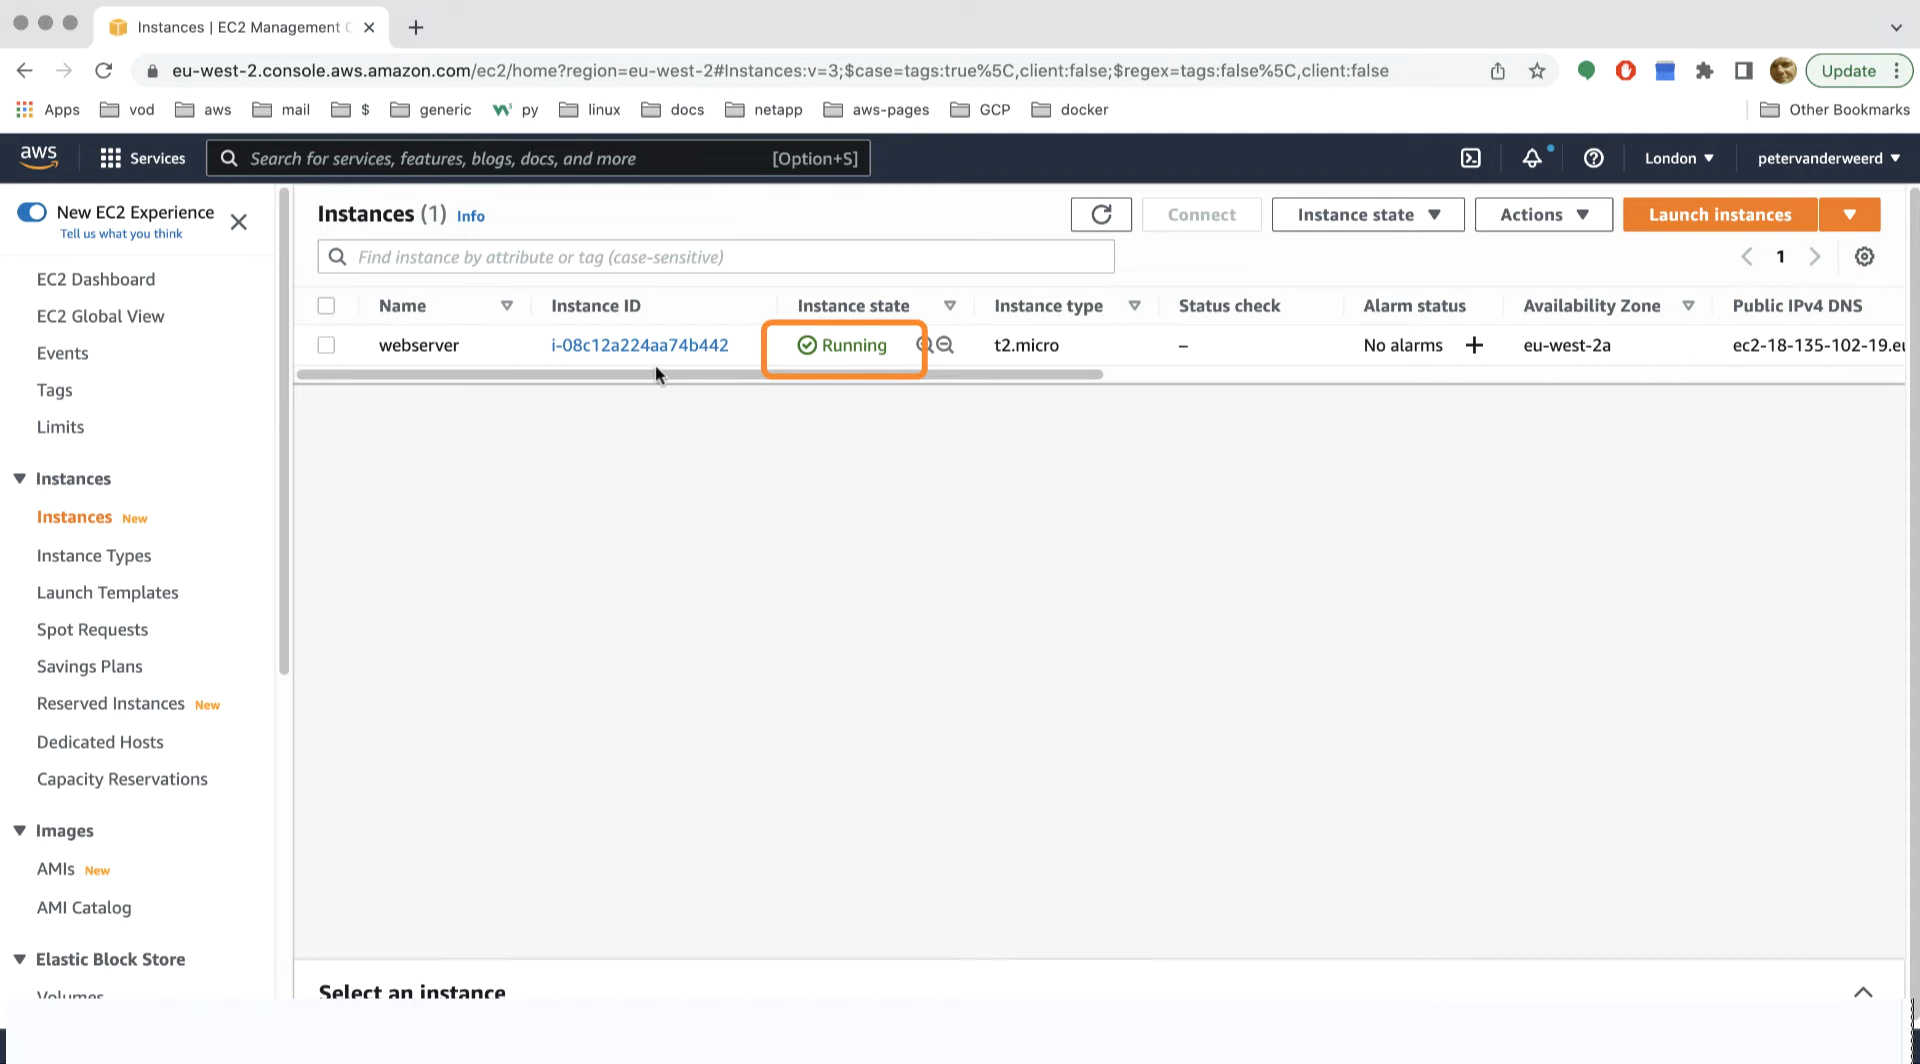 Instances | EC2 Management C
eu-west-2.console.aws.amazon.com/ec2/home?region=eu-west-2#Instances:v=3;$case=tags:true%5C,client:false;$regex=tags:false%5C,client:false
Update
Apps vod aws mail $ generic py linux docs netapp aws-pages GCP docker Other Bookmarks
aws Services Search for services, features, blogs, docs, and more [Option+S] London petervanderweerd
New EC2 Experience
Tell us what you think
EC2 Dashboard
EC2 Global View
Events
Tags
Limits
Instances
Instances New
Instance Types
Launch Templates
Spot Requests
Savings Plans
Reserved Instances New
Dedicated Hosts
Capacity Reservations
Images
AMIs New
AMI Catalog
Elastic Block Store
Volumes
Instances (1) Info
Connect Instance state Actions Launch instances
Find instance by attribute or tag (case-sensitive)
1
Name Instance ID Instance state Instance type Status check Alarm status Availability Zone Public IPv4 DNS
webserver i-08c12a224aa74b442 Running t2.micro – No alarms + eu-west-2a ec2-18-135-102-19.eu
Select an instance